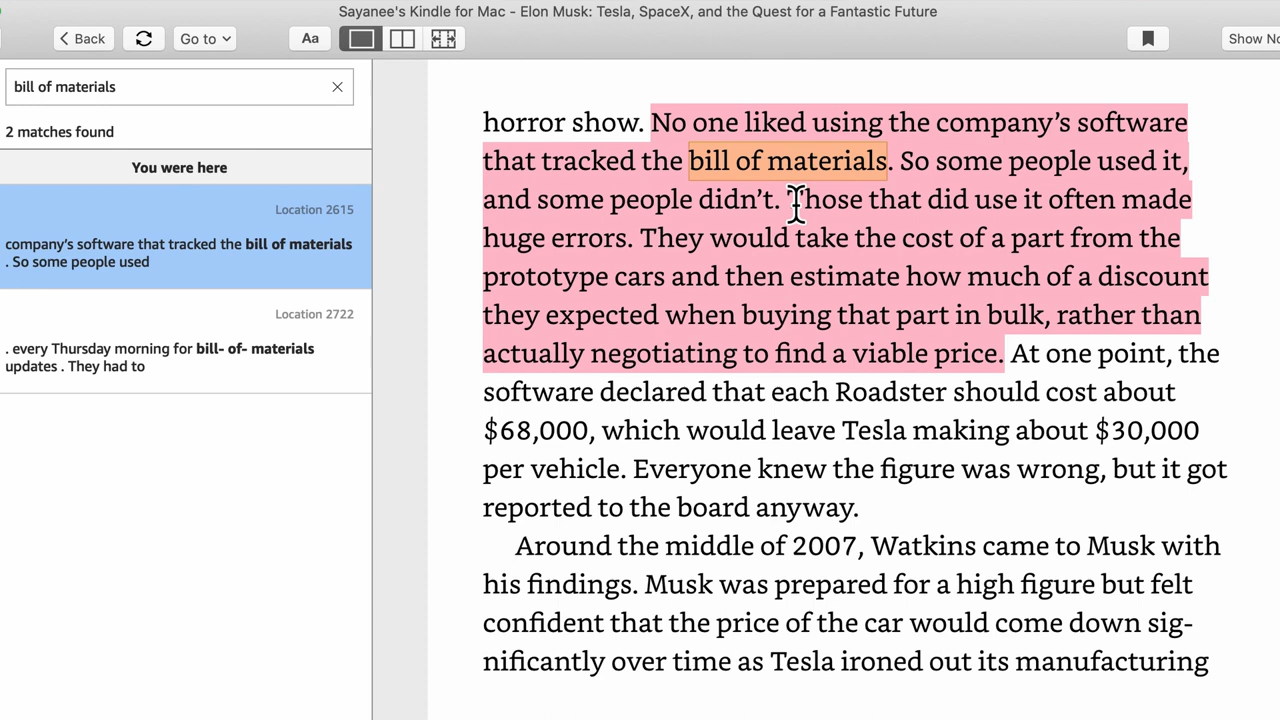 Sayanee's Kindle for Mac - Elon Musk: Tesla, SpaceX, and the Quest for a Fantastic Future
Back
Go to
Aa
Show
bill of materials
2 matches found
You were here
Location 2615
company's software that tracked the bill of materials
. So some people used
Location 2722
. every Thursday morning for bill- of- materials
updates . They had to
horror show. No one liked using the company's software
that tracked the bill of materials. So some people used it,
and some people didn't. Those that did use it often made
huge errors. They would take the cost of a part from the
prototype cars and then estimate how much of a discount
they expected when buying that part in bulk, rather than
actually negotiating to find a viable price. At one point, the
software declared that each Roadster should cost about
$68,000, which would leave Tesla making about $30,000
per vehicle. Everyone knew the figure was wrong, but it got
reported to the board anyway.
Around the middle of 2007, Watkins came to Musk with
his findings. Musk was prepared for a high figure but felt
confident that the price of the car would come down sig-
nificantly over time as Tesla ironed out its manufacturing